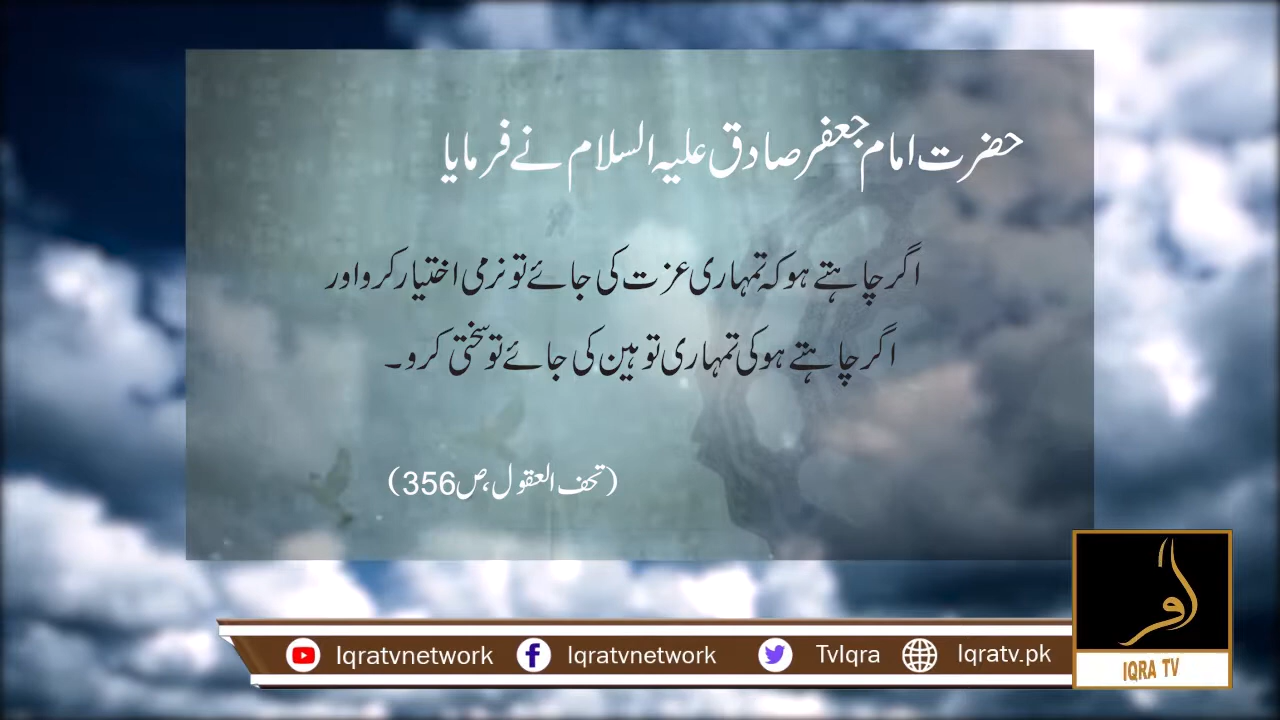 حضرت امام جعفر صادق علیہ السلام نے فرمایا
اگر چاہتے ہو کہ تمہاری عزت کی جائے تو نرمی اختیار کرو اور
اگر چاہتے ہو کی تمہاری توہین کی جائے تو سختی کرو۔
(تحف العقول،ص356)
Iqratvnetwork Iqratvnetwork TvIqra Iqratv.pk
اقرا
IQRA TV